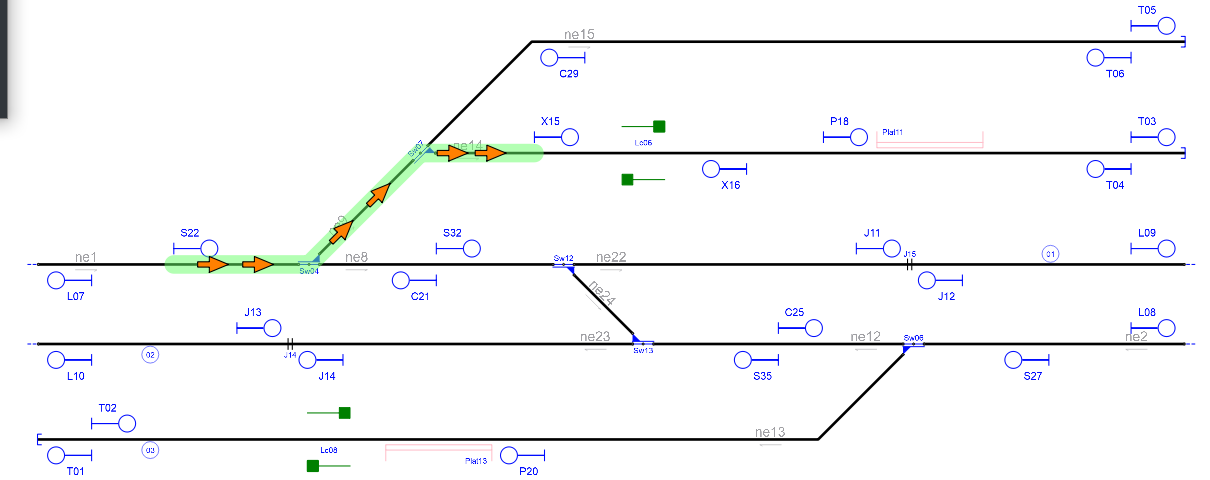 T05
ne15
C29
T06
X15
P18
Plat11
T03
Sw07
ne14
Lc06
X16
T04
ne9
S22
S32
J11
L09
ne1
ne8
Sw12
ne22
J15
01
Sw04
L07
C21
ne24
J12
J13
C25
L08
ne23
ne12
Sw06
ne2
02
J14
Sw13
L10
J14
S35
S27
T02
ne13
03
Lc08
Plat13
T01
P20